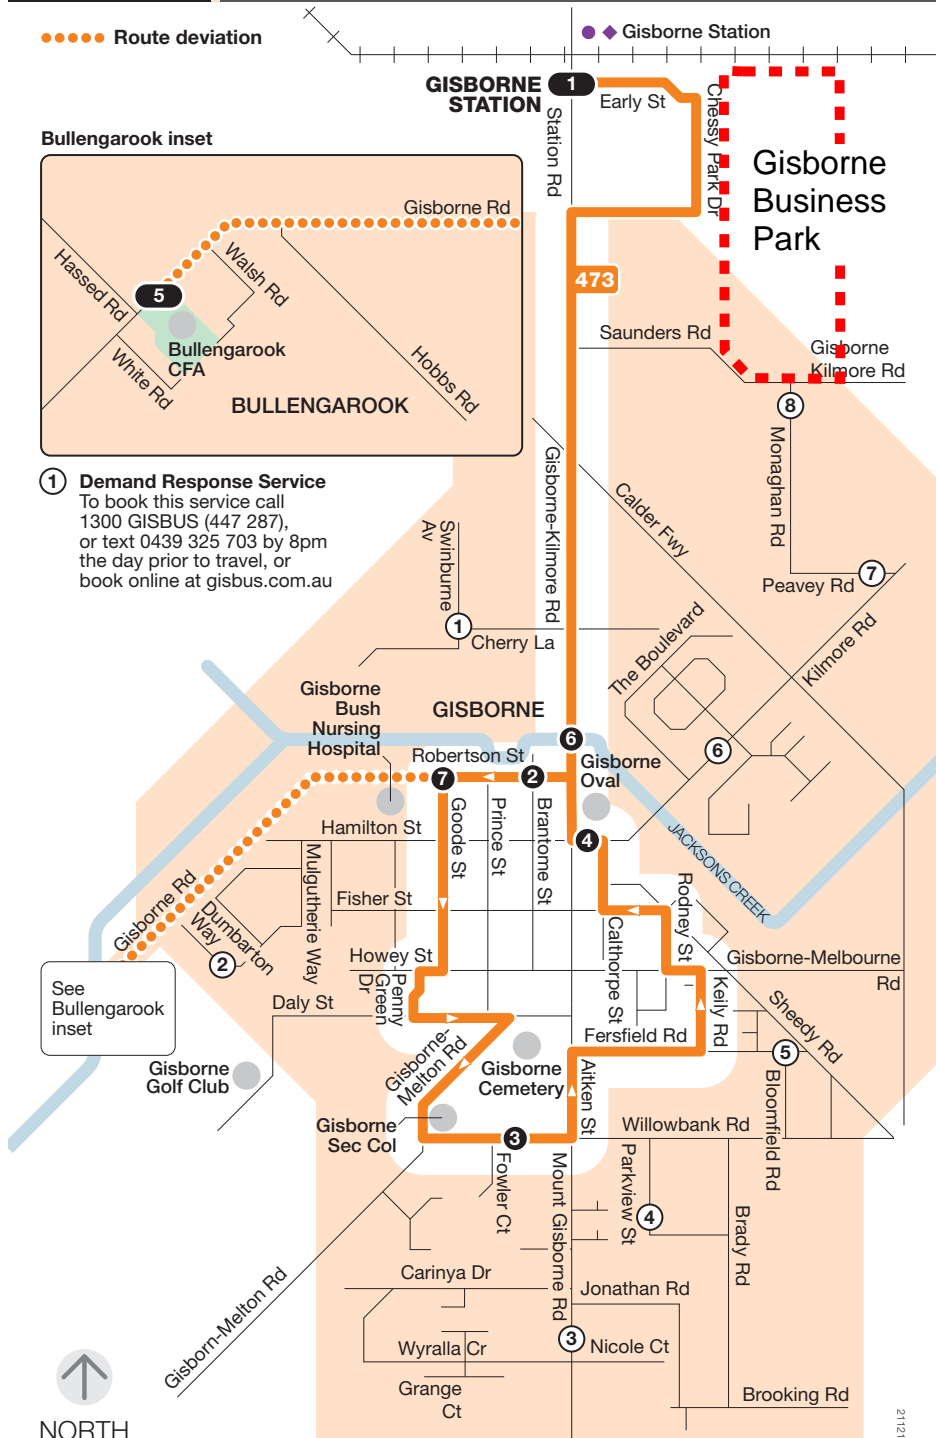 Route deviation
Gisborne Station
GISBORNE
STATION
1
Early St
Station Rd
Chessy Park Dr
Gisborne
Business
Park
Bullengarook inset
Gisborne Rd
Walsh Rd
Hassed Rd
5
Bullengarook
CFA
White Rd
Hobbs Rd
BULLENGAROOK
473
Saunders Rd
Gisborne
Kilmore Rd
8
Monaghan Rd
1
Demand Response Service
To book this service call
1300 GISBUS (447 287),
or text 0439 325 703 by 8pm
the day prior to travel, or
book online at gisbus.com.au
Gisborne-Kilmore Rd
Calder Fwy
Swinburne
Av
7
Peavey Rd
1
Cherry La
The Boulevard
Kilmore Rd
Gisborne
Bush
Nursing
Hospital
GISBORNE
6
6
Robertson St
Gisborne
Oval
7
2
Goode St
Prince St
Brantome St
Hamilton St
4
JACKSONS CREEK
Mulgutherie Way
Fisher St
Rodney St
Gisborne Rd
Dumbarton
Way
2
Calthorpe St
Howey St
Gisborne-Melbourne
Rd
Penny
Green
Dr
Keily Rd
See
Bullengarook
inset
Daly St
Sheedy Rd
Gisborne-
Melton Rd
Fersfield Rd
5
Gisborne
Golf Club
Gisborne
Cemetery
Aitken St
Bloomfield Rd
Gisborne
Sec Col
3
Willowbank Rd
Fowler Ct
Mount Gisborne Rd
Parkview St
4
Brady Rd
Gisborn-Melton Rd
Carinya Dr
Jonathan Rd
3
Wyralla Cr
Nicole Ct
Grange
Ct
Brooking Rd
NORTH
21121